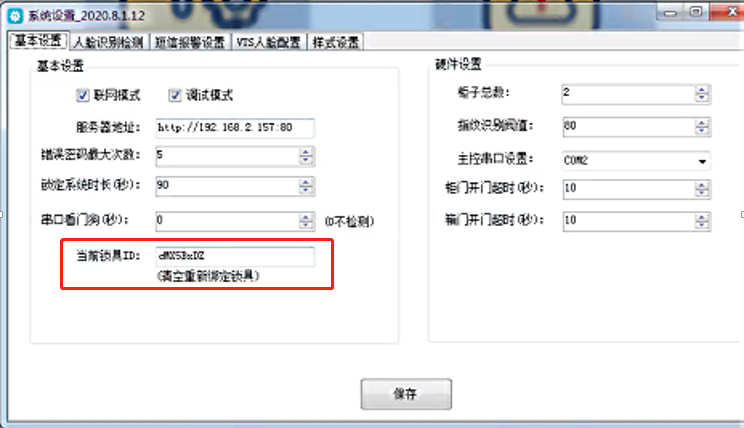 系统设置_2020.8.1.12
基本设置 人脸识别检测 短信报警设置 VTS人脸配置 样式设置
基本设置
联网模式 调试模式
服务器地址: http://192.168.2.157:80
错误密码最大次数: 5
锁定系统时长(秒): 90
串口看门狗(秒): 0 (0不检测)
当前锁具ID: cMX5BxDZ
(清空重新绑定锁具)
硬件设置
柜子总数: 2
指纹识别阀值: 80
主控串口设置: COM2
柜门开门超时(秒): 10
输门开门超时(秒): 10
保存